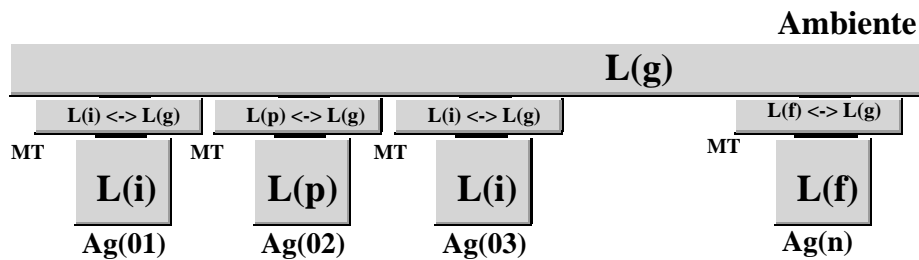 Ambiente
L(g)
L(i) <-> L(g) L(p) <-> L(g) L(i) <-> L(g) L(f) <-> L(g)
MT MT MT MT
L(i) L(p) L(i) L(f)
Ag(01) Ag(02) Ag(03) Ag(n)